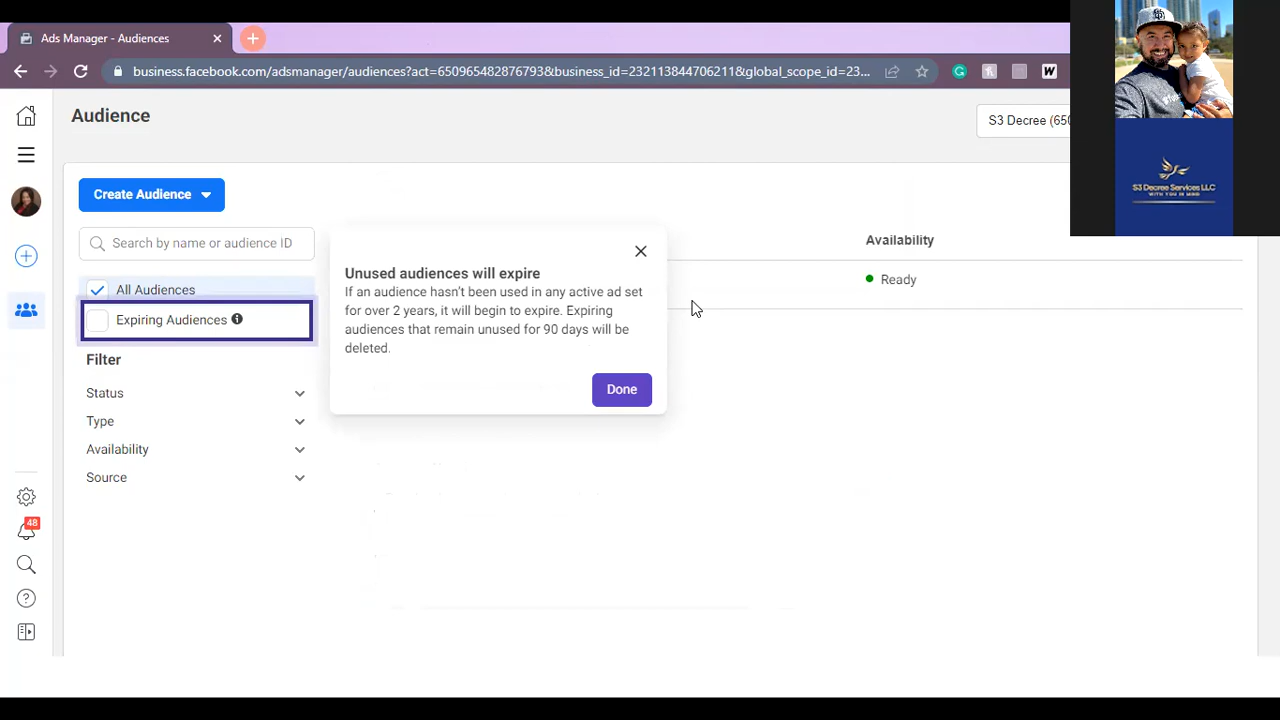 Ads Manager - Audiences
business.facebook.com/adsmanager/audiences?act=650965482876793&business_id=232113844706211&global_scope_id=23...
W
Audience
S3 Decree (650
Create Audience
Search by name or audience ID
All Audiences
Expiring Audiences
Filter
Status
Type
Availability
Source
Unused audiences will expire
If an audience hasn't been used in any active ad set
for over 2 years, it will begin to expire. Expiring
audiences that remain unused for 90 days will be
deleted.
Done
Availability
Ready
48
S3 Decree Services LLC
WITH YOU IN MIND